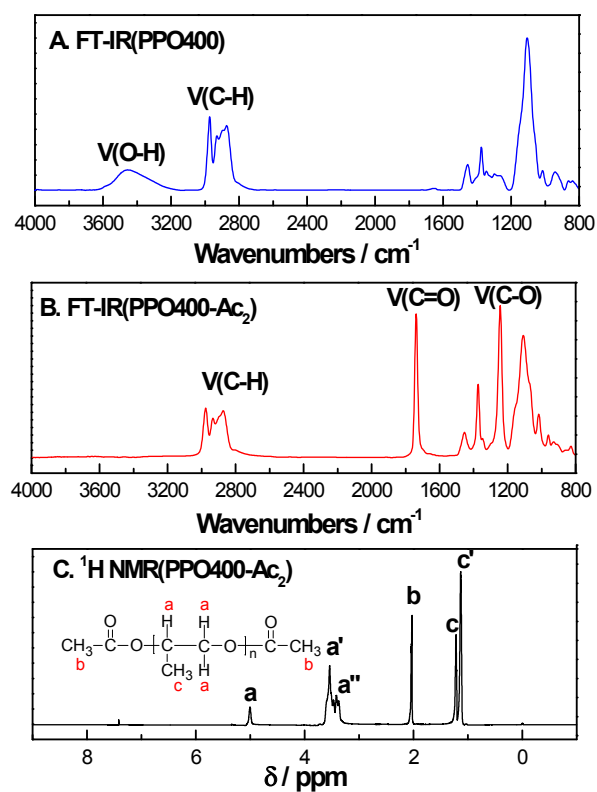 A. FT-IR(PPO400)
V(C-H)
V(O-H)
4000 3600 3200 2800 2400 2000 1600 1200 800
Wavenumbers / cm⁻¹
B. FT-IR(PPO400-Ac₂)
V(C=O) V(C-O)
V(C-H)
4000 3600 3200 2800 2400 2000 1600 1200 800
Wavenumbers / cm⁻¹
C. ¹H NMR(PPO400-Ac₂)
c'
a a
O H H O
CH₃ C O C C O n C CH₃
b CH₃ H b
c a
a a' a" b c
8 6 4 2 0
δ / ppm